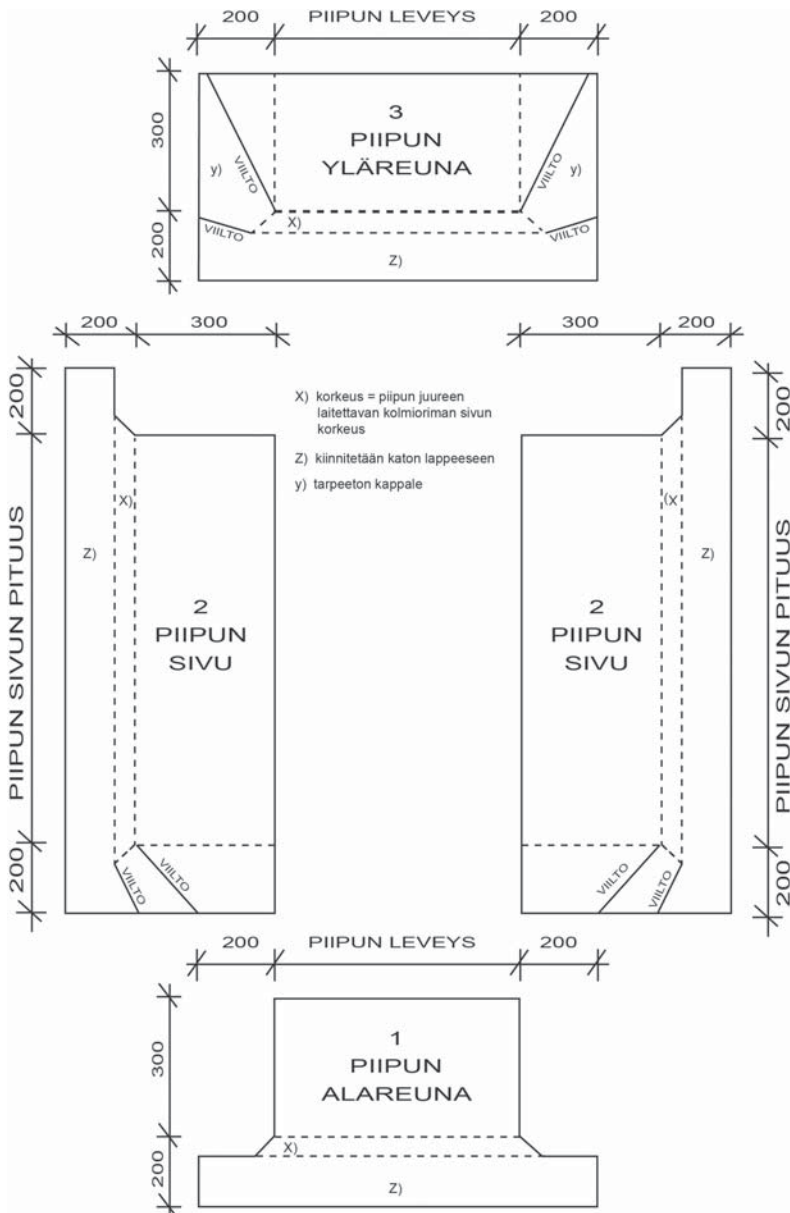 200 PIIPUN LEVEYS 200
300
200
3
PIIPUN
YLÄREUNA
y)
VIILTO
VIILTO
y)
VIILTO
X)
VIILTO
Z)
200 300
300 200
200
PIIPUN SIVUN PITUUS
200
X)
Z)
2
PIIPUN
SIVU
VIILTO
VIILTO
X) korkeus = piipun juureen
laitettavan kolmioriman sivun
korkeus
Z) kiinnitetään katon lappeeseen
y) tarpeeton kappale
2
PIIPUN
SIVU
(X
Z)
VIILTO
VIILTO
200
PIIPUN SIVUN PITUUS
200
200 PIIPUN LEVEYS 200
300
200
1
PIIPUN
ALAREUNA
X)
Z)